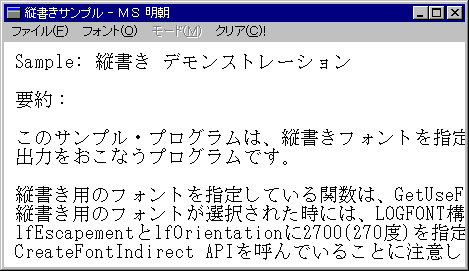 縦書きサンプル - MS 明朝
ファイル(F) フォント(O) モード(M) クリア(C)!
Sample: 縦書き デモンストレーション
要約：
このサンプル・プログラムは、縦書きフォントを指定
出力をおこなうプログラムです。
縦書き用のフォントを指定している関数は、GetUseF
縦書き用のフォントが選択された時には、LOGFONT構
lfEscapementとlfOrientationに2700(270度)を指定
CreateFontIndirect APIを呼んでいることに注意し